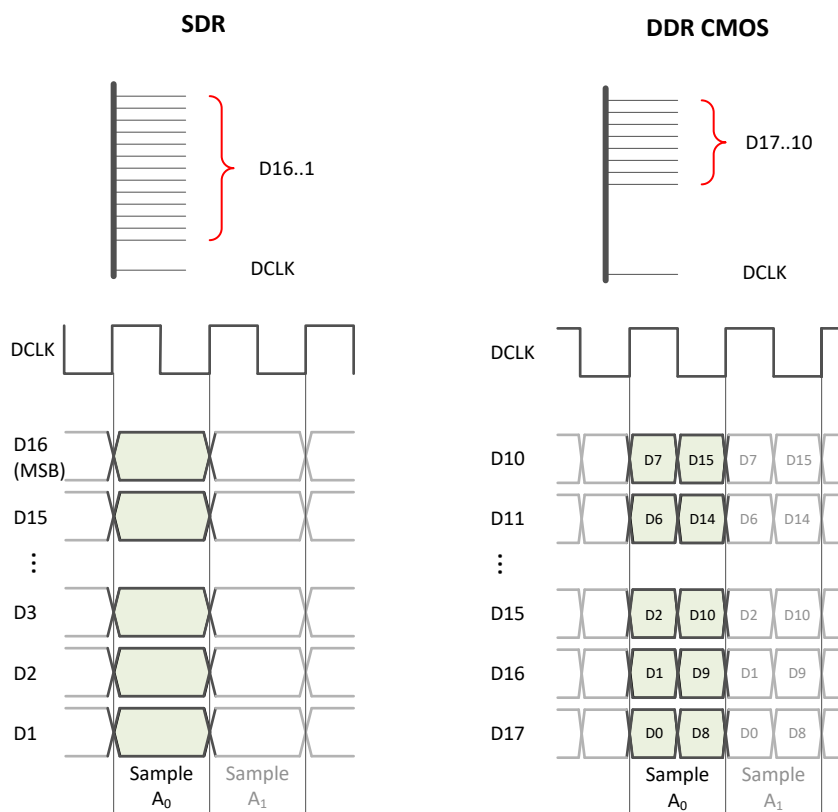 SDR
D16..1
DCLK
DCLK
D16
(MSB)
D15
⋮
D3
D2
D1
Sample
A0
Sample
A1
DDR CMOS
D17..10
DCLK
DCLK
D10
D7 D15 D7 D15
D11
D6 D14 D6 D14
⋮
D15
D2 D10 D2 D10
D16
D1 D9 D1 D9
D17
D0 D8 D0 D8
Sample
A0
Sample
A1